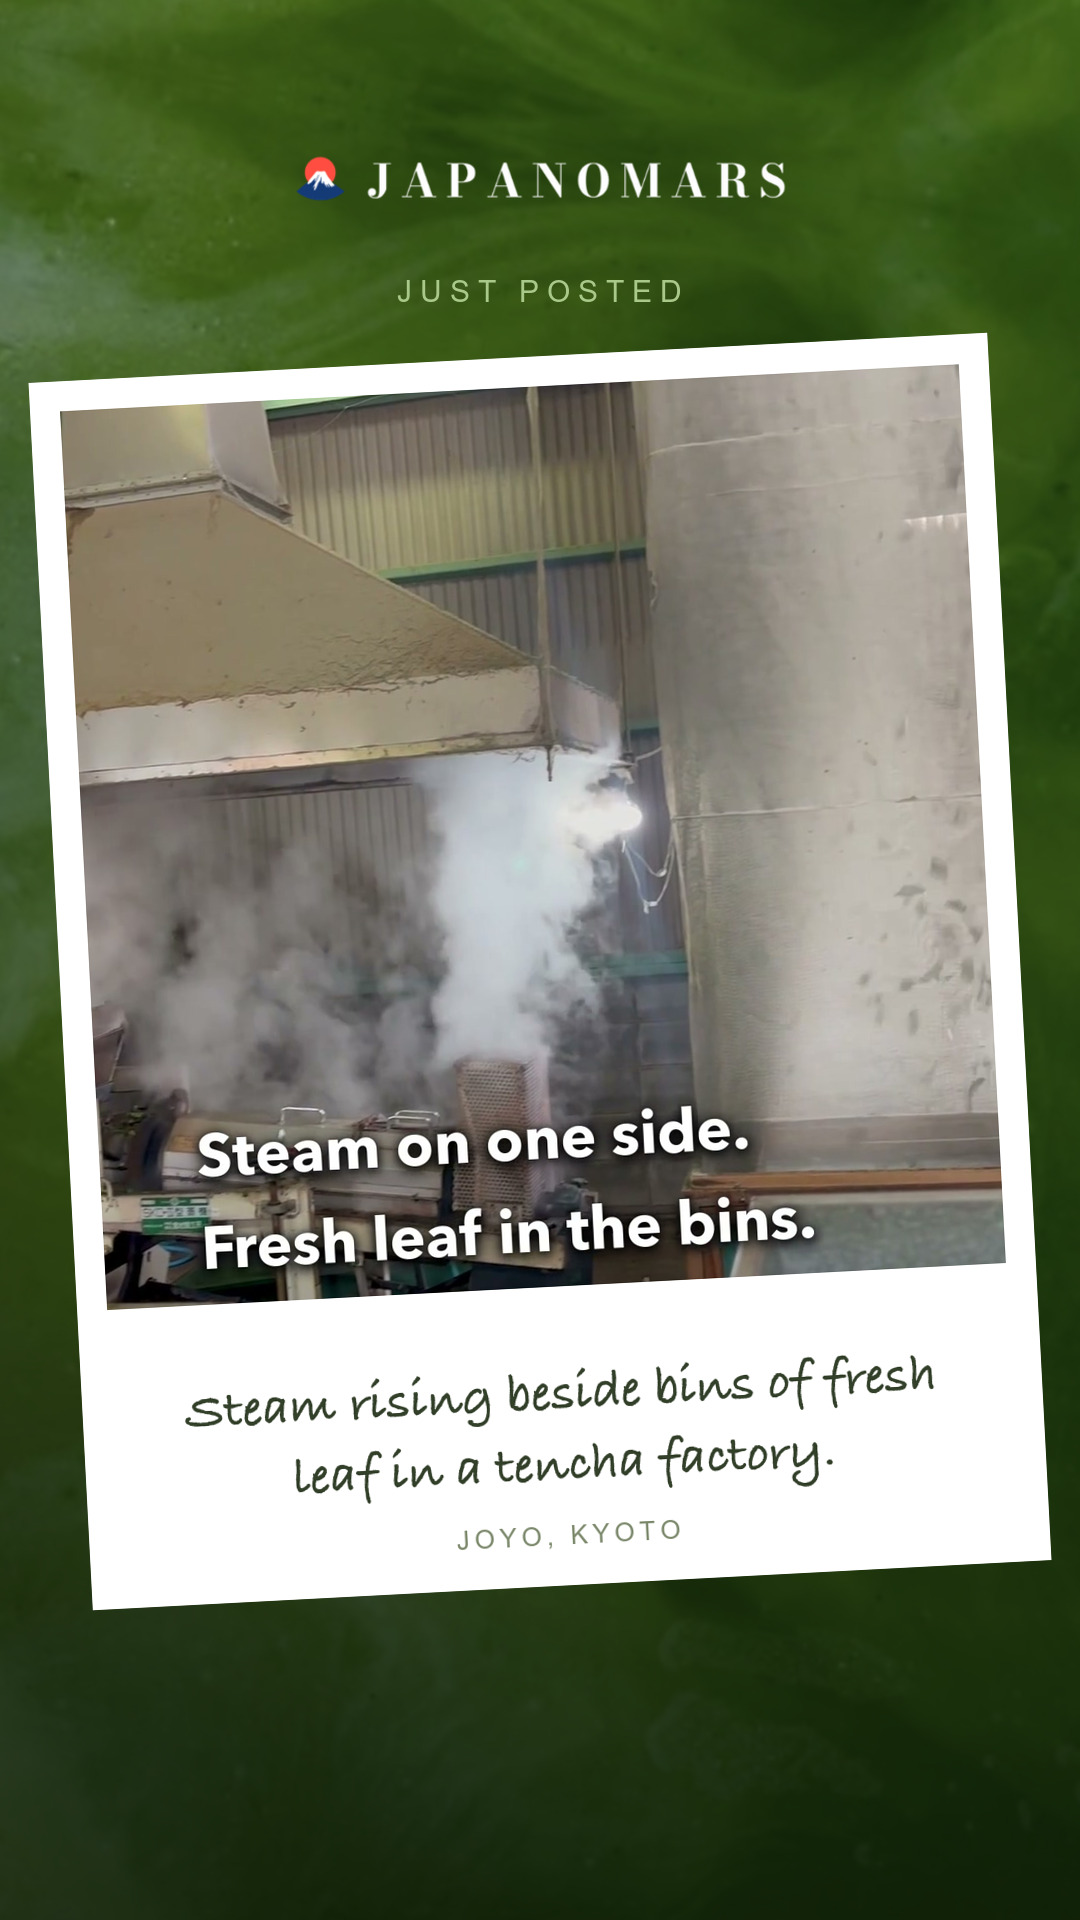 JAPANOMARS
JUST POSTED
Steam on one side.
Fresh leaf in the bins.
Steam rising beside bins of fresh
leaf in a tencha factory.
JOYO, KYOTO